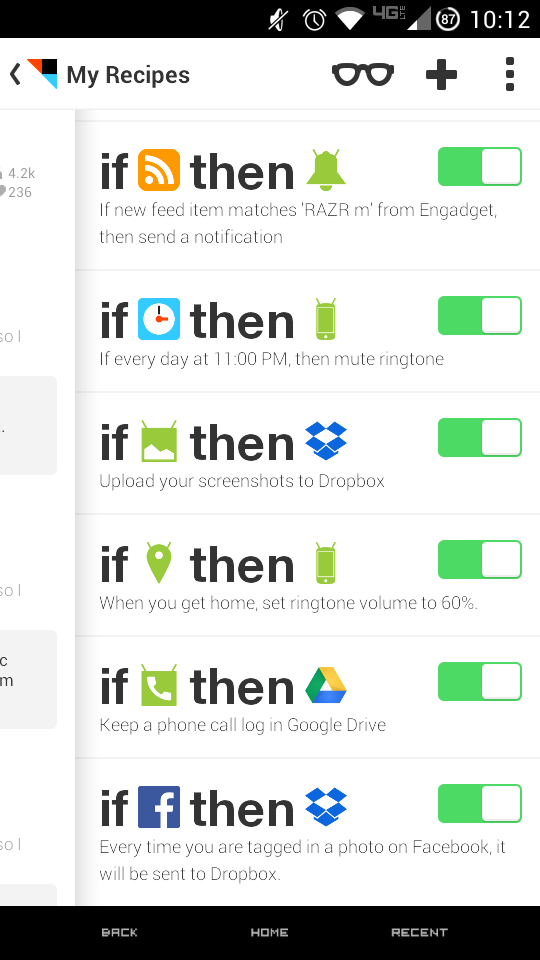 4G LTE 87 10:12
My Recipes
4.2k
236
so I
.
so I
c
m
so I
if then
If new feed item matches 'RAZR m' from Engadget,
then send a notification
if then
If every day at 11:00 PM, then mute ringtone
if then
Upload your screenshots to Dropbox
if then
When you get home, set ringtone volume to 60%.
if then
Keep a phone call log in Google Drive
if f then
Every time you are tagged in a photo on Facebook, it
will be sent to Dropbox.
BACK HOME RECENT